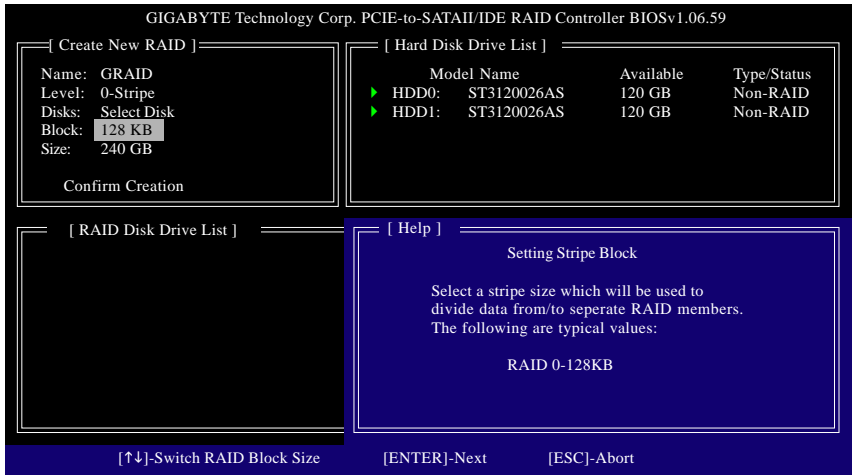 GIGABYTE Technology Corp. PCIE-to-SATAII/IDE RAID Controller BIOSv1.06.59
[ Create New RAID ]
Name: GRAID
Level: 0-Stripe
Disks: Select Disk
Block: 128 KB
Size: 240 GB
Confirm Creation
[ Hard Disk Drive List ]
Model Name Available Type/Status
HDD0: ST3120026AS 120 GB Non-RAID
HDD1: ST3120026AS 120 GB Non-RAID
[ RAID Disk Drive List ]
[ Help ]
Setting Stripe Block
Select a stripe size which will be used to
divide data from/to seperate RAID members.
The following are typical values:
RAID 0-128KB
[↑↓]-Switch RAID Block Size [ENTER]-Next [ESC]-Abort